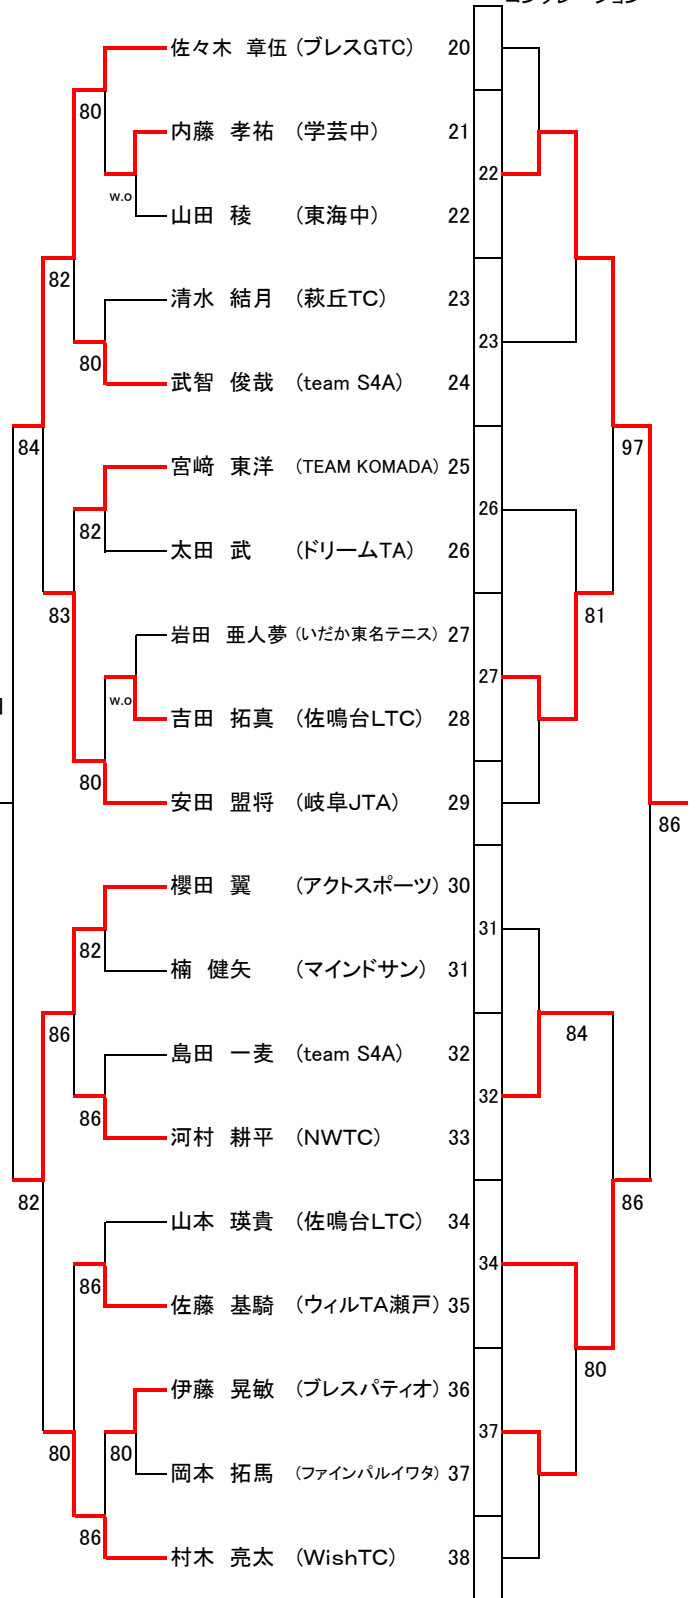 コンソレーション
佐々木 章伍 (ブレスGTC) 20
80
内藤 孝祐 (学芸中) 21
22
w.o
山田 稜 (東海中) 22
82
清水 結月 (萩丘TC) 23
23
80
武智 俊哉 (team S4A) 24
84
97
宮﨑 東洋 (TEAM KOMADA) 25
26
82
太田 武 (ドリームTA) 26
83
81
岩田 亜人夢 (いだか東名テニス) 27
27
w.o
吉田 拓真 (佐鳴台LTC) 28
80
安田 盟将 (岐阜JTA) 29
86
櫻田 翼 (アクトスポーツ) 30
31
82
楠 健矢 (マインドサン) 31
86
84
島田 一麦 (team S4A) 32
32
86
河村 耕平 (NWTC) 33
82
86
山本 瑛貴 (佐鳴台LTC) 34
34
86
佐藤 基騎 (ウィルTA瀬戸) 35
80
伊藤 晃敏 (ブレスパティオ) 36
37
80
80
岡本 拓馬 (ファインパルイワタ) 37
86
村木 亮太 (WishTC) 38